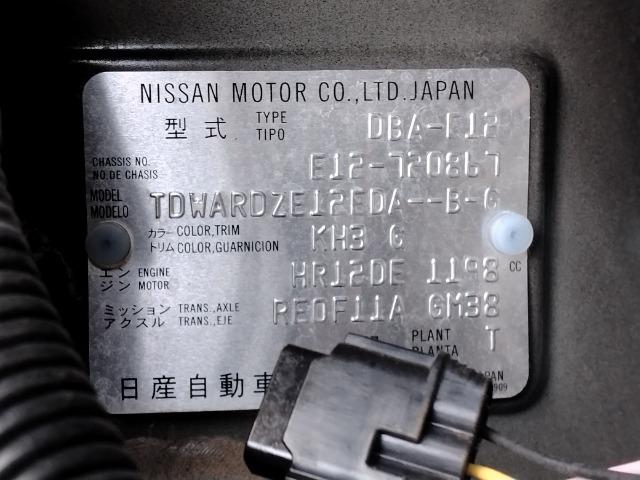 NISSAN MOTOR CO.,LTD.JAPAN
型式 TYPE TIPO DBA-E12
CHASSIS NO. NO.DE CHASIS E12-720867
MODEL MODELO TDWARDZE12EDA--B-G
カラー COLOR,TRIM トリム COLOR,GUARNICION KH3 G
エンジン ENGINE MOTOR HR12DE 1198 CC
ミッション TRANS.,AXLE アクスル TRANS.,EJE RE0F11A GM38
PLANT PLANTA T
日産自動車